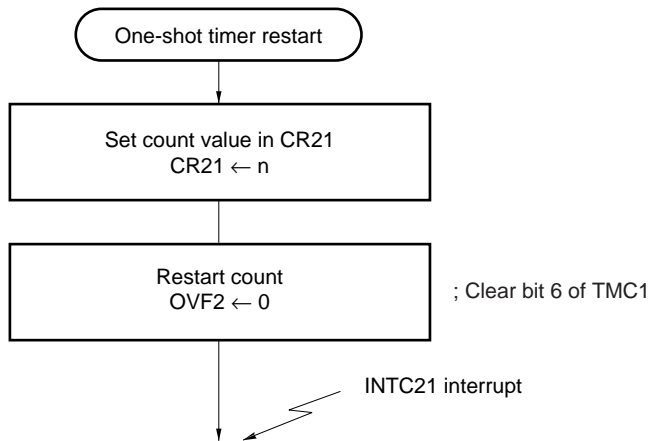 One-shot timer restart
Set count value in CR21
CR21 ← n
Restart count
OVF2 ← 0
; Clear bit 6 of TMC1
INTC21 interrupt